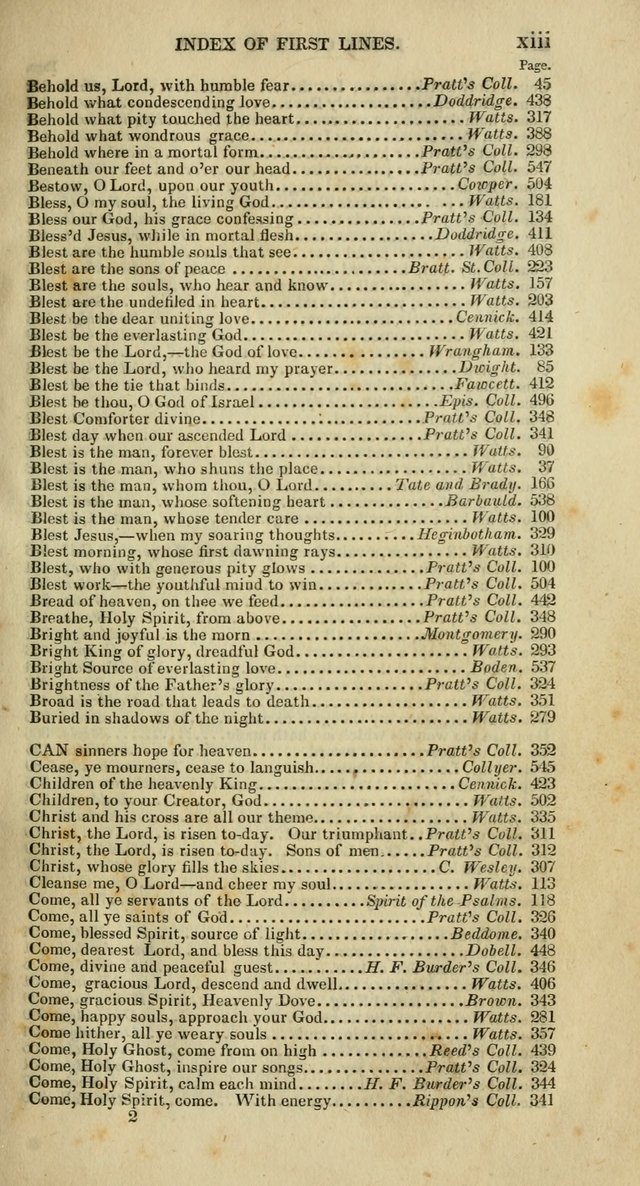 INDEX OF FIRST LINES. xiii
Page.
Behold us, Lord, with humble fear................Pratt's Coll. 45
Behold what condescending love....................Doddridge. 438
Behold what pity touched the heart......................Watts. 317
Behold what wondrous grace............................Watts. 388
Behold where in a mortal form....................Pratt's Coll. 298
Beneath our feet and o'er our head................Pratt's Coll. 547
Bestow, O Lord, upon our youth......................Cowper. 504
Bless, O my soul, the living God................. ... .......Watts. 181
Bless our God, his grace confessing................Pratt's Coll. 134
Bless'd Jesus, while in mortal flesh..................Doddridge. 411
Blest are the humble souls that see.......................Watts. 408
Blest are the sons of peace......................Bratt. St. Coll. 223
Blest are the souls, who hear and know..................Watts. 157
Blest are the undefiled in heart..........................Watts. 203
Blest be the dear uniting love.........................Cennick. 414
Blest be the everlasting God............................Watts. 421
Blest be the Lord,—the God of love................Wrangham. 133
Blest be the Lord, who heard my prayer................Dwight. 85
Blest be the tie that binds............................Fawcett. 412
Blest be thou, O God of Israel.......................Epis. Coll. 496
Blest Comforter divine............................Pratt's Coll. 348
Blest day when our ascended Lord.................Pratt's Coll. 341
Blest is the man, forever blest............................Watts. 90
Blest is the man, who shuns the place....................Watts. 37
Blest is the man, whom thou, O Lord..........Tate and Brady. 166
Blest is the man, whose softening heart...............Barbauld. 538
Blest is the man, whose tender care......................Watts. 100
Blest Jesus,—when my soaring thoughts.........Heginbotham. 329
Blest morning, whose first dawning rays.................Watts. 310
Blest, who with generous pity glows................Pratt's Coll. 100
Blest work—the youthful mind to win..............Pratt's Coll. 504
Bread of heaven, on thee we feed..................Pratt's Coll. 442
Breathe, Holy Spirit, from above..................Pratt's Coll. 348
Bright and joyful is the morn.....................Montgomery. 290
Bright King of glory, dreadful God......................Watts. 293
Bright Source of everlasting love........................Boden. 537
Brightness of the Father's glory...................Pratt's Coll. 324
Broad is the road that leads to death....................Watts. 351
Buried in shadows of the night..........................Watts. 279
CAN sinners hope for heaven.....................Pratt's Coll. 352
Cease, ye mourners, cease to languish..................Collyer. 545
Children of the heavenly King.........................Cennick. 423
Children, to your Creator, God..........................Watts. 502
Christ and his cross are all our theme....................Watts. 335
Christ, the Lord, is risen to-day. Our triumphant..Pratt's Coll. 311
Christ, the Lord, is risen to-day. Sons of men......Pratt's Coll. 312
Christ, whose glory fills the skies....................C. Wesley. 307
Cleanse me, O Lord—and cheer my soul.................Watts. 113
Come, all ye servants of the Lord..........Spirit of the Psalms. 118
Come, all ye saints of God........................Pratt's Coll. 326
Come, blessed Spirit, source of light..................Beddome. 340
Come, dearest Lord, and bless this day.................Dobell. 448
Come, divine and peaceful guest...........H. F. Burder's Coll. 346
Come, gracious Lord, descend and dwell................Watts. 406
Come, gracious Spirit, Heavenly Dove..................Brown. 343
Come, happy souls, approach your God..................Watts. 281
Come hither, all ye weary souls.........................Watts. 357
Come, Holy Ghost, come from on high..............Reed's Coll. 439
Come, Holy Ghost, inspire our songs...............Pratt's Coll. 324
Come, Holy Spirit, calm each mind........H. F. Burder's Coll. 344
Come, Holy Spirit, come. With energy..........Rippon's Coll. 341
2